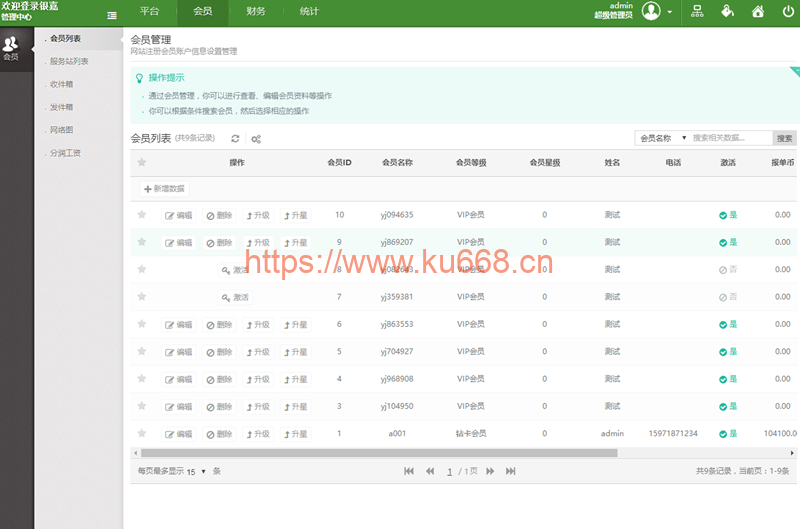 欢迎登录银嘉
管理中心
平台 会员 财务 统计
admin
超级管理员
会员
会员列表
服务站列表
收件箱
发件箱
网络图
分润工资
会员管理
网站注册会员账户信息设置管理
操作提示
通过会员管理，你可以进行查看、编辑会员资料等操作
你可以根据条件搜索会员，然后选择相应的操作
会员列表 (共9条记录)
会员名称 搜索相关数据... 搜索
操作 会员ID 会员名称 会员等级 会员星级 姓名 电话 激活 报单币
新增数据
编辑 删除 升级 升星 10 yj094635 VIP会员 0 测试 是 0.00
编辑 删除 升级 升星 9 yj869207 VIP会员 0 测试 是 0.00
激活 8 VIP会员 0 测试 否 0.00
https://www.ku668.cn
激活 7 yj359381 VIP会员 0 测试 否 0.00
编辑 删除 升级 升星 6 yj863553 VIP会员 0 测试 是 0.00
编辑 删除 升级 升星 5 yj704927 VIP会员 0 测试 是 0.00
编辑 删除 升级 升星 4 yj968908 VIP会员 0 测试 是 0.00
编辑 删除 升级 升星 3 yj104950 VIP会员 0 测试 是 0.00
编辑 删除 升级 升星 1 a001 钻卡会员 0 admin 15971871234 是 104100.0
每页最多显示 15 条
1 / 1页
共9条记录，当前页：1-9条